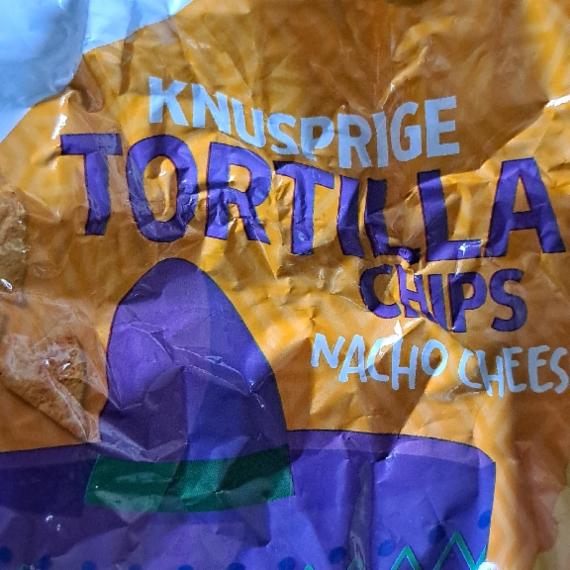 KNUSPRIGE
TORTILLA
CHIPS
NACHO CHEES